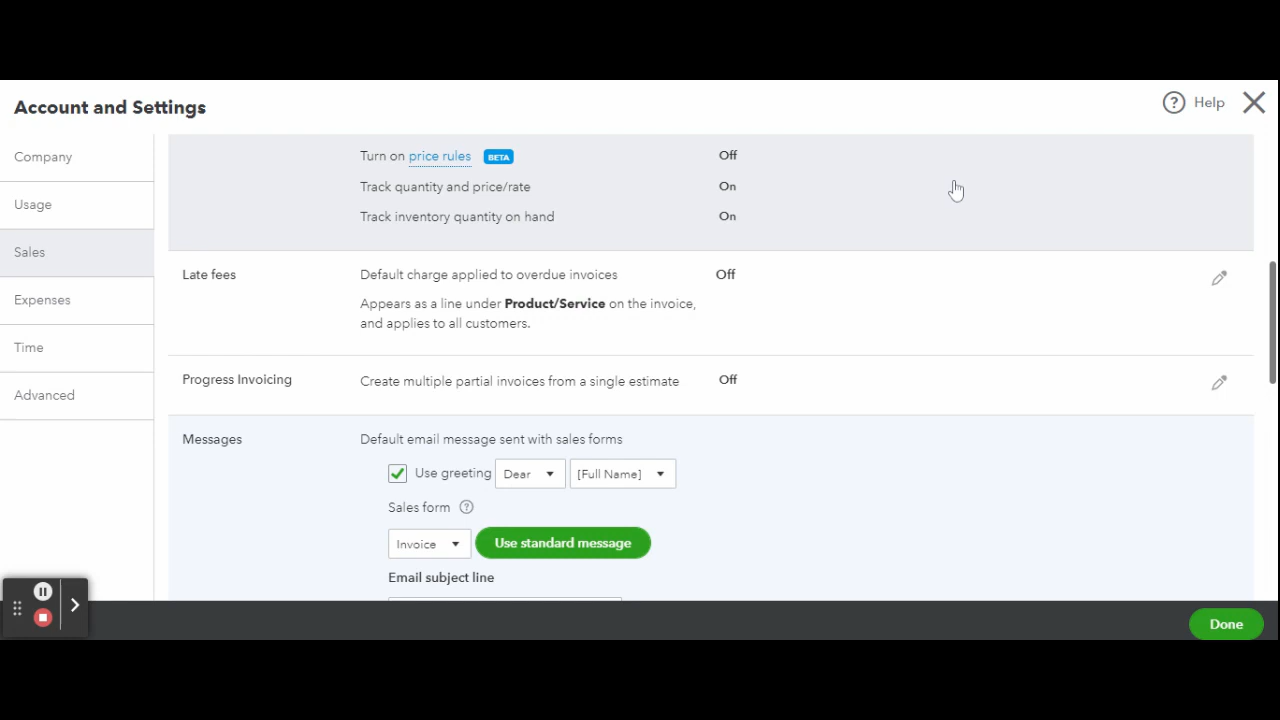 Account and Settings
? Help
Company
Usage
Sales
Expenses
Time
Advanced
Turn on price rules BETA Off
Track quantity and price/rate On
Track inventory quantity on hand On
Late fees Default charge applied to overdue invoices Off
Appears as a line under Product/Service on the invoice,
and applies to all customers.
Progress Invoicing Create multiple partial invoices from a single estimate Off
Messages Default email message sent with sales forms
Use greeting Dear [Full Name]
Sales form ?
Invoice Use standard message
Email subject line
Done